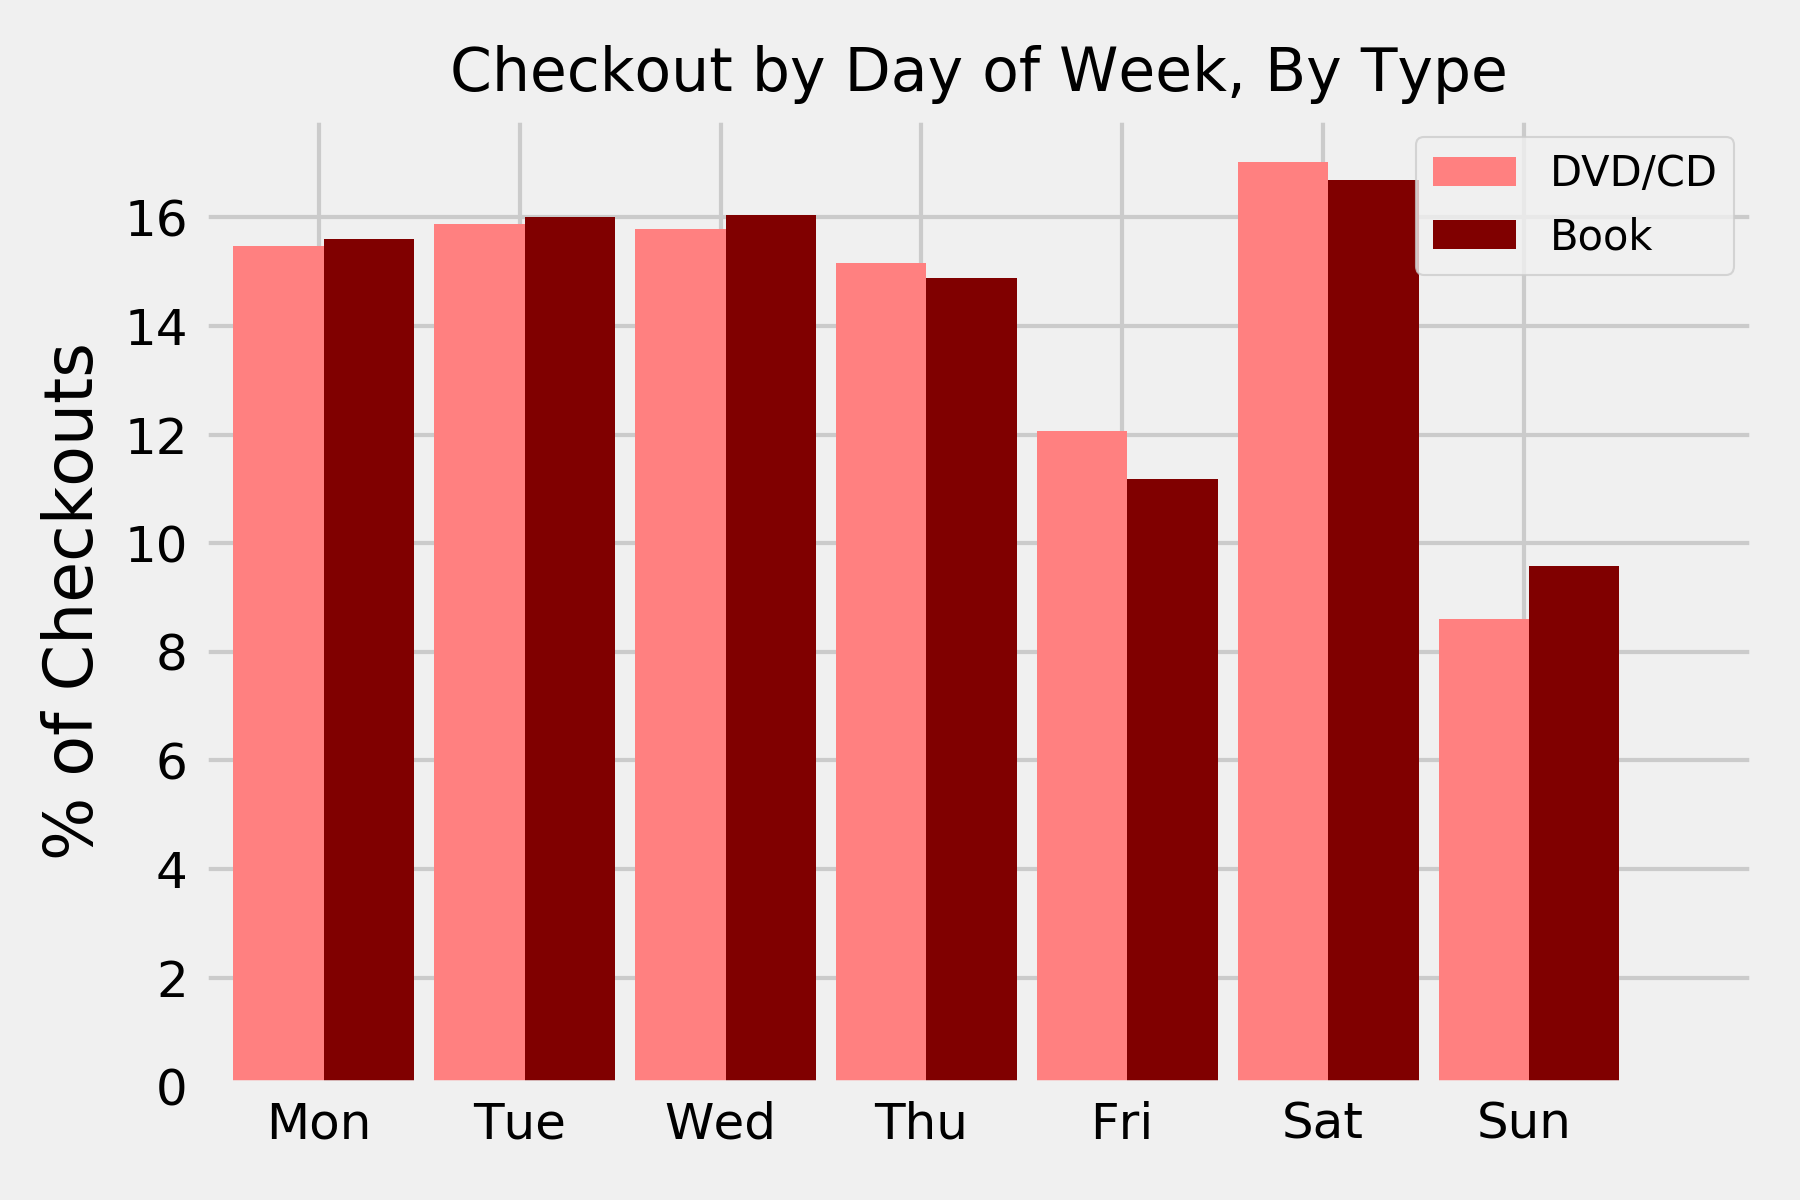 Checkout by Day of Week, By Type
DVD/CD
Book
% of Checkouts
16
14
12
10
8
6
4
2
0
Mon Tue Wed Thu Fri Sat Sun